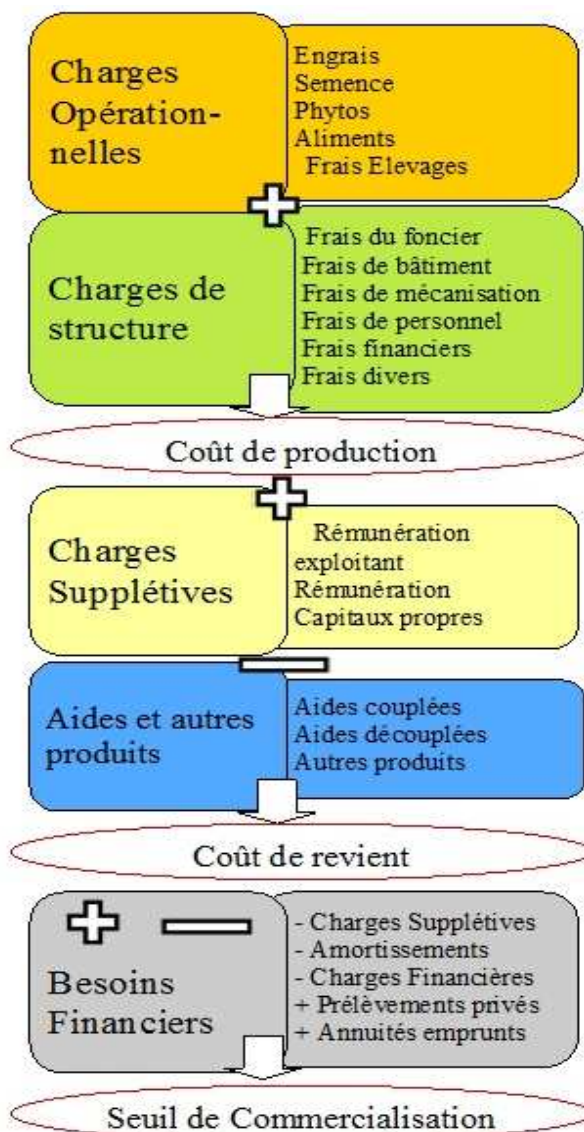 Charges
Opération-
nelles
Engrais
Semence
Phytos
Aliments
Frais Elevages
Charges de
structure
Frais du foncier
Frais de bâtiment
Frais de mécanisation
Frais de personnel
Frais financiers
Frais divers
Coût de production
Charges
Supplétives
Rémunération
exploitant
Rémunération
Capitaux propres
Aides et autres
produits
Aides couplées
Aides découplées
Autres produits
Coût de revient
Besoins
Financiers
- Charges Supplétives
- Amortissements
- Charges Financières
+ Prélèvements privés
+ Annuités emprunts
Seuil de Commercialisation